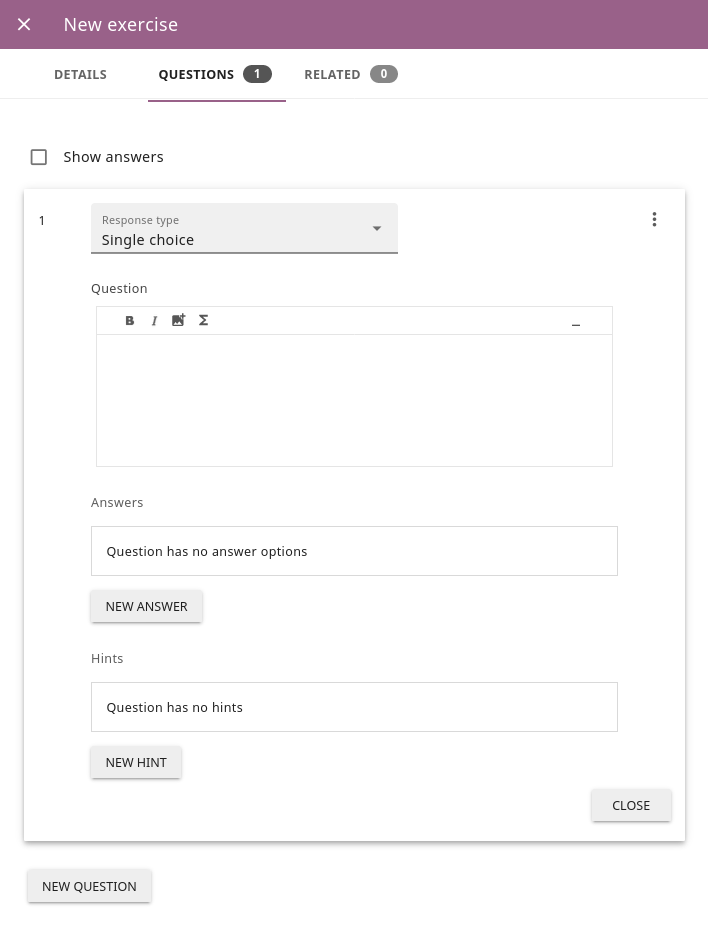 New exercise
DETAILS QUESTIONS 1 RELATED 0
Show answers
1
Response type
Single choice
Question
B I Σ _
Answers
Question has no answer options
NEW ANSWER
Hints
Question has no hints
NEW HINT
CLOSE
NEW QUESTION